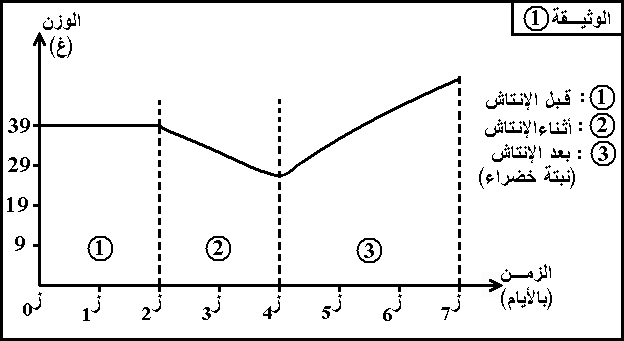 الوثيقة ①
الوزن
(غ)
① : قبل الإنتاش
② : أثناء الإنتاش
③ : بعد الإنتاش
(نبتة خضراء)
39
29
19
9
① ② ③
ز0 ز1 ز2 ز3 ز4 ز5 ز6 ز7
الزمن
(بالأيام)